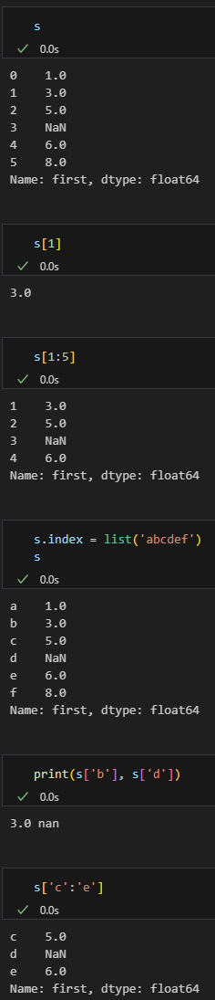 s
0.0s
0    1.0
1    3.0
2    5.0
3    NaN
4    6.0
5    8.0
Name: first, dtype: float64
s[1]
0.0s
3.0
s[1:5]
0.0s
1    3.0
2    5.0
3    NaN
4    6.0
Name: first, dtype: float64
s.index = list('abcdef')
s
0.0s
a    1.0
b    3.0
c    5.0
d    NaN
e    6.0
f    8.0
Name: first, dtype: float64
print(s['b'], s['d'])
0.0s
3.0 nan
s['c':'e']
0.0s
c    5.0
d    NaN
e    6.0
Name: first, dtype: float64